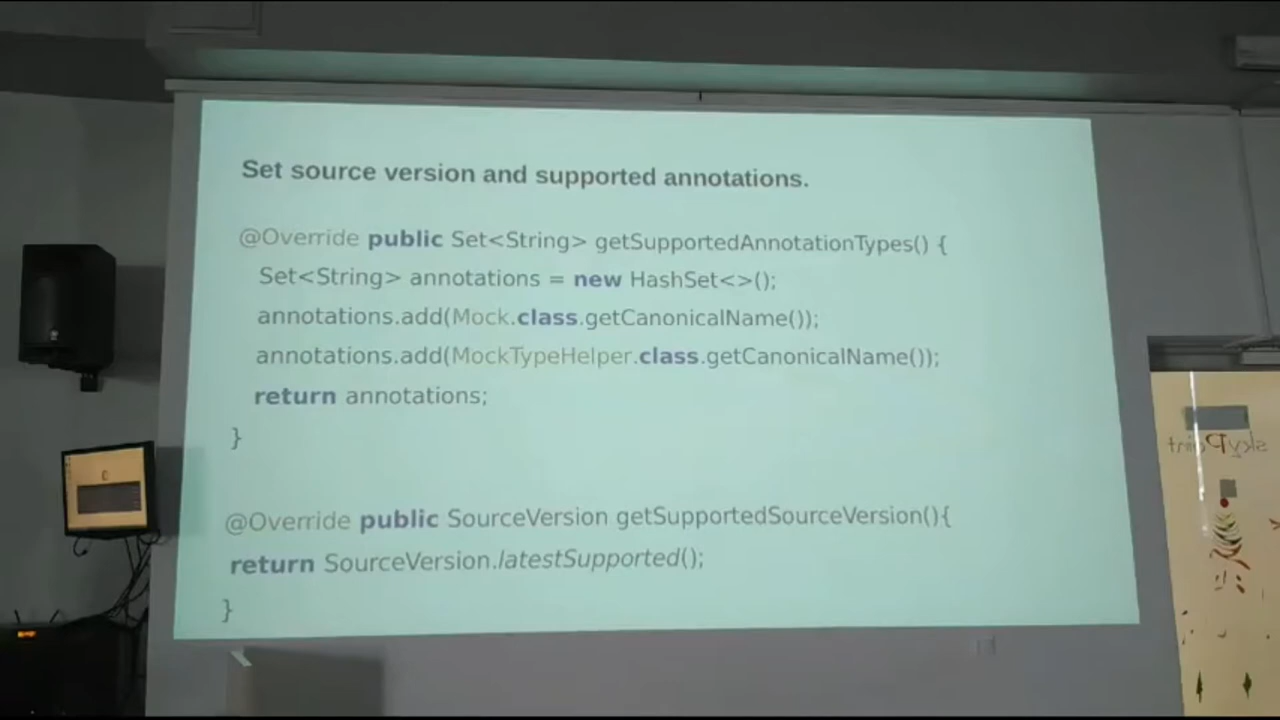 Set source version and supported annotations.
@Override public Set<String> getSupportedAnnotationTypes() {
Set<String> annotations = new HashSet<>();
annotations.add(Mock.class.getCanonicalName());
annotations.add(MockTypeHelper.class.getCanonicalName());
return annotations;
}
@Override public SourceVersion getSupportedSourceVersion(){
return SourceVersion.latestSupported();
}
SkyPoint